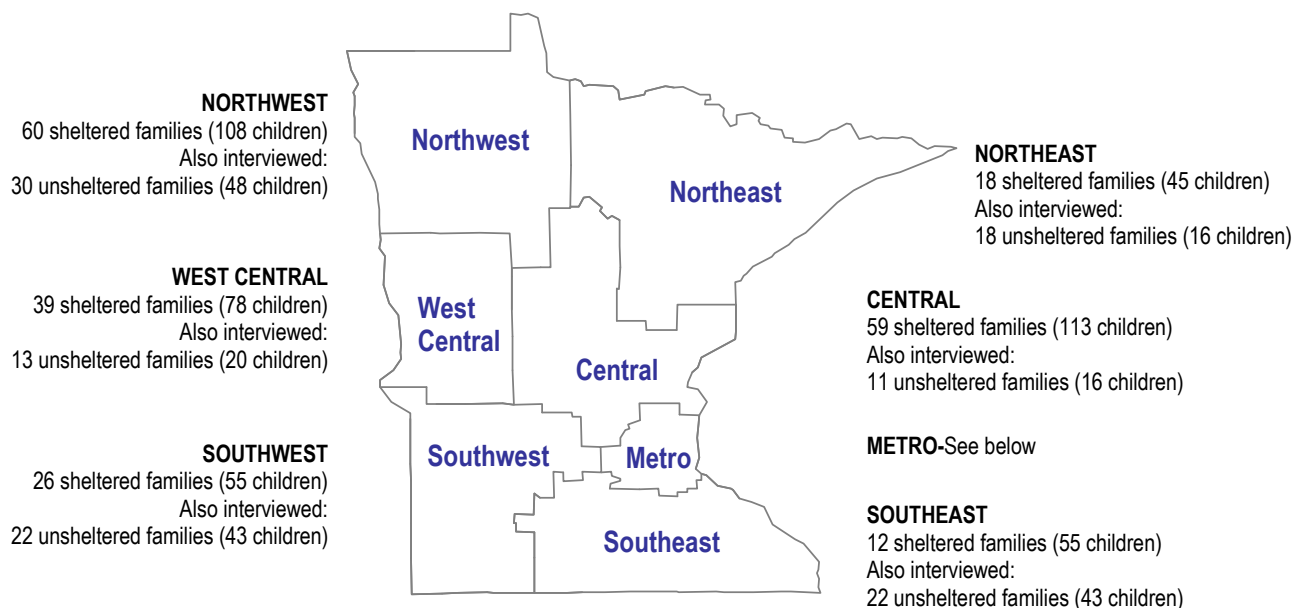 NORTHWEST
60 sheltered families (108 children)
Also interviewed:
30 unsheltered families (48 children)
WEST CENTRAL
39 sheltered families (78 children)
Also interviewed:
13 unsheltered families (20 children)
SOUTHWEST
26 sheltered families (55 children)
Also interviewed:
22 unsheltered families (43 children)
Northwest
Northeast
West
Central
Central
Southwest
Metro
Southeast
NORTHEAST
18 sheltered families (45 children)
Also interviewed:
18 unsheltered families (16 children)
CENTRAL
59 sheltered families (113 children)
Also interviewed:
11 unsheltered families (16 children)
METRO-See below
SOUTHEAST
12 sheltered families (55 children)
Also interviewed:
22 unsheltered families (43 children)